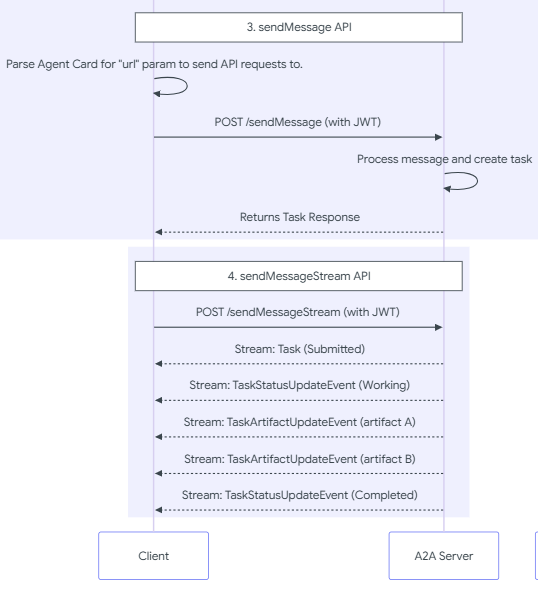 3. sendMessage API
Parse Agent Card for "url" param to send API requests to.
POST /sendMessage (with JWT)
Process message and create task
Returns Task Response
4. sendMessageStream API
POST /sendMessageStream (with JWT)
Stream: Task (Submitted)
Stream: TaskStatusUpdateEvent (Working)
Stream: TaskArtifactUpdateEvent (artifact A)
Stream: TaskArtifactUpdateEvent (artifact B)
Stream: TaskStatusUpdateEvent (Completed)
Client
A2A Server